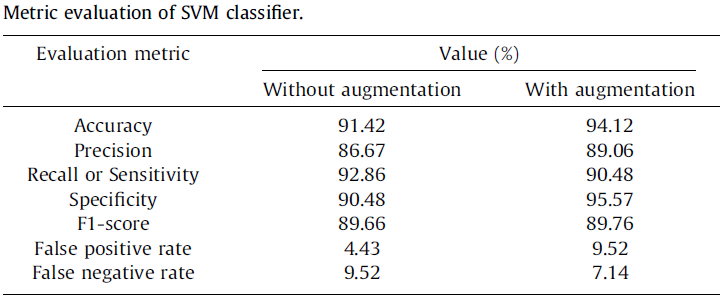 Metric evaluation of SVM classifier.
Evaluation metric Value (%)
Without augmentation With augmentation
Accuracy 91.42 94.12
Precision 86.67 89.06
Recall or Sensitivity 92.86 90.48
Specificity 90.48 95.57
F1-score 89.66 89.76
False positive rate 4.43 9.52
False negative rate 9.52 7.14